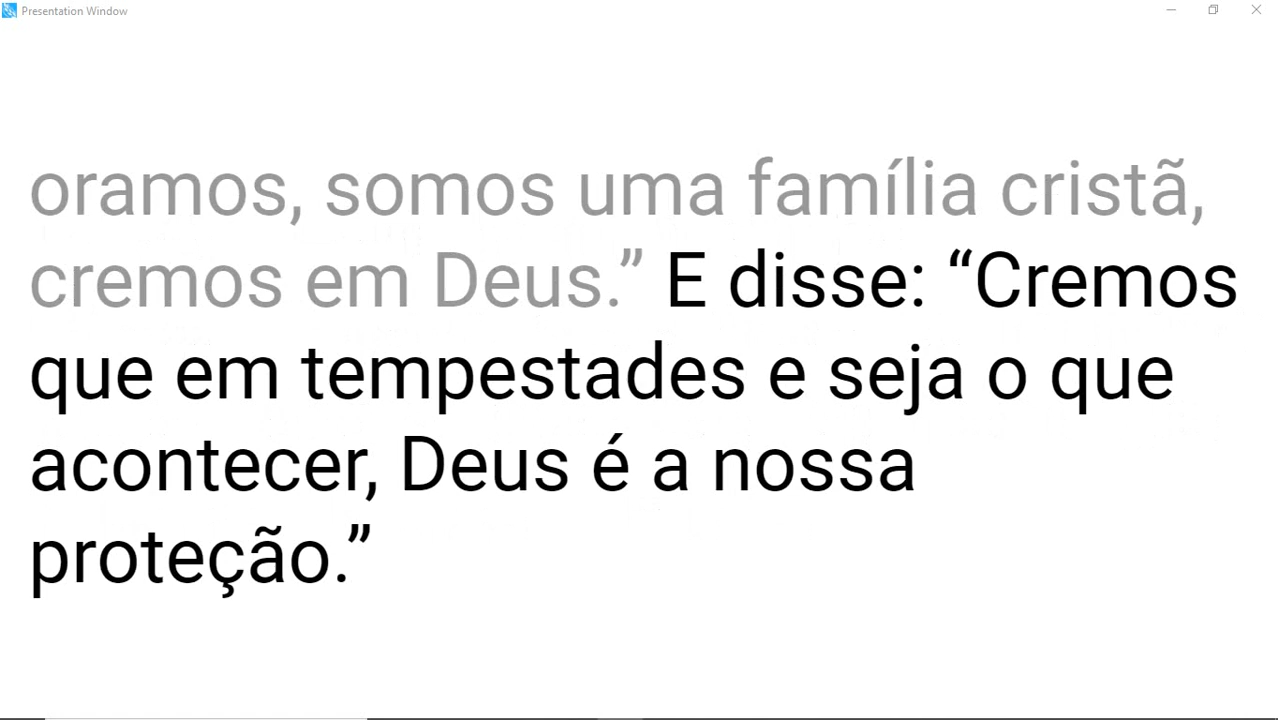 Presentation Window
oramos, somos uma família cristã,
cremos em Deus.” E disse: “Cremos
que em tempestades e seja o que
acontecer, Deus é a nossa
proteção.”